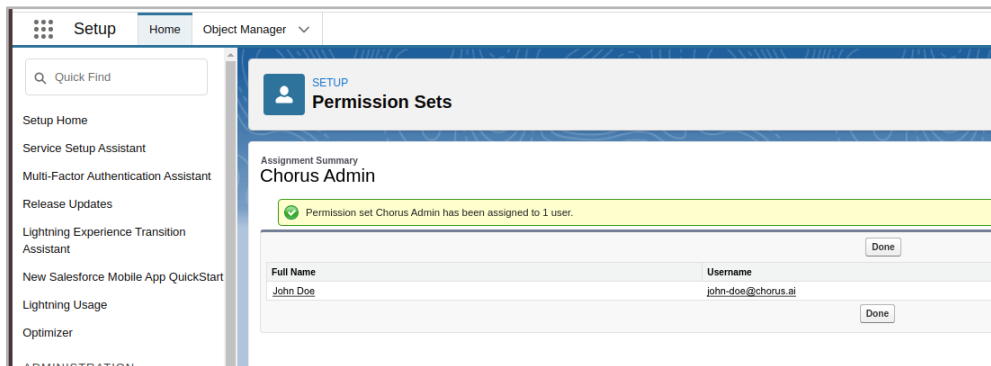 Setup Home Object Manager
Quick Find
Setup Home
Service Setup Assistant
Multi-Factor Authentication Assistant
Release Updates
Lightning Experience Transition
Assistant
New Salesforce Mobile App QuickStart
Lightning Usage
Optimizer
ADMINISTRATION
SETUP
Permission Sets
Assignment Summary
Chorus Admin
Permission set Chorus Admin has been assigned to 1 user.
Done
Full Name Username
John Doe john-doe@chorus.ai
Done